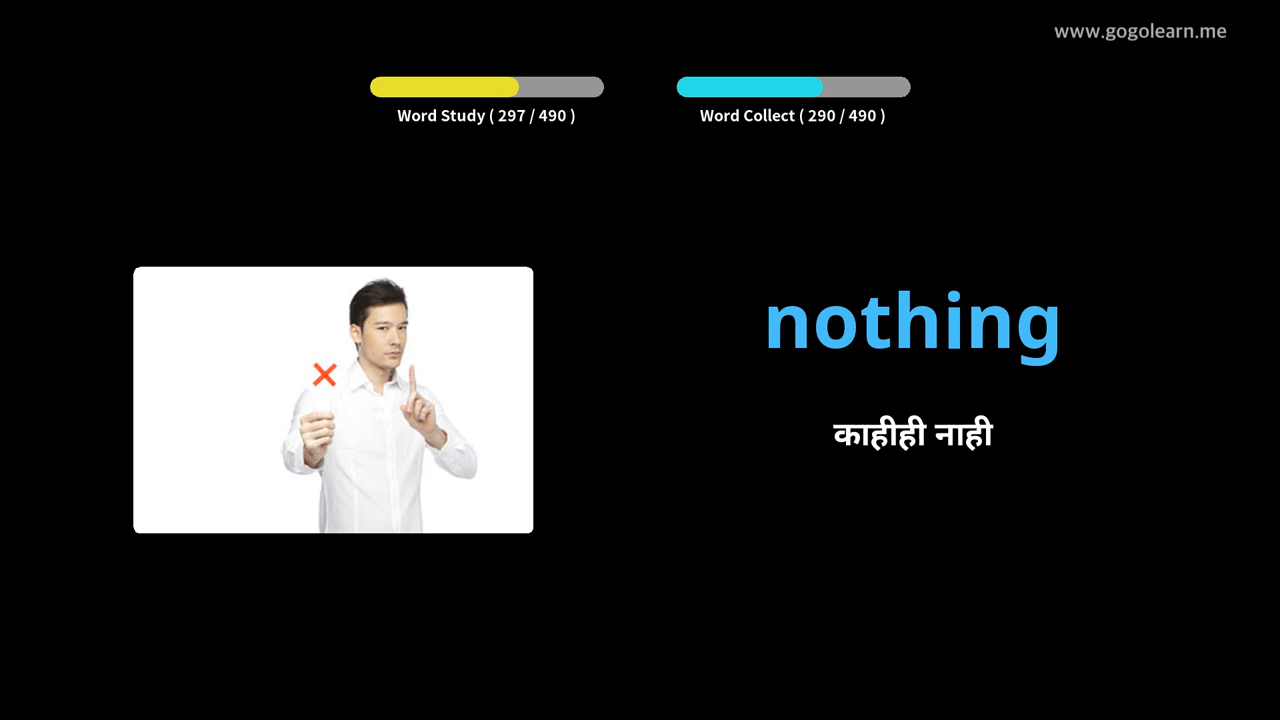 www.gogolearn.me
Word Study ( 297 / 490 )
Word Collect ( 290 / 490 )
nothing
काहीही नाही